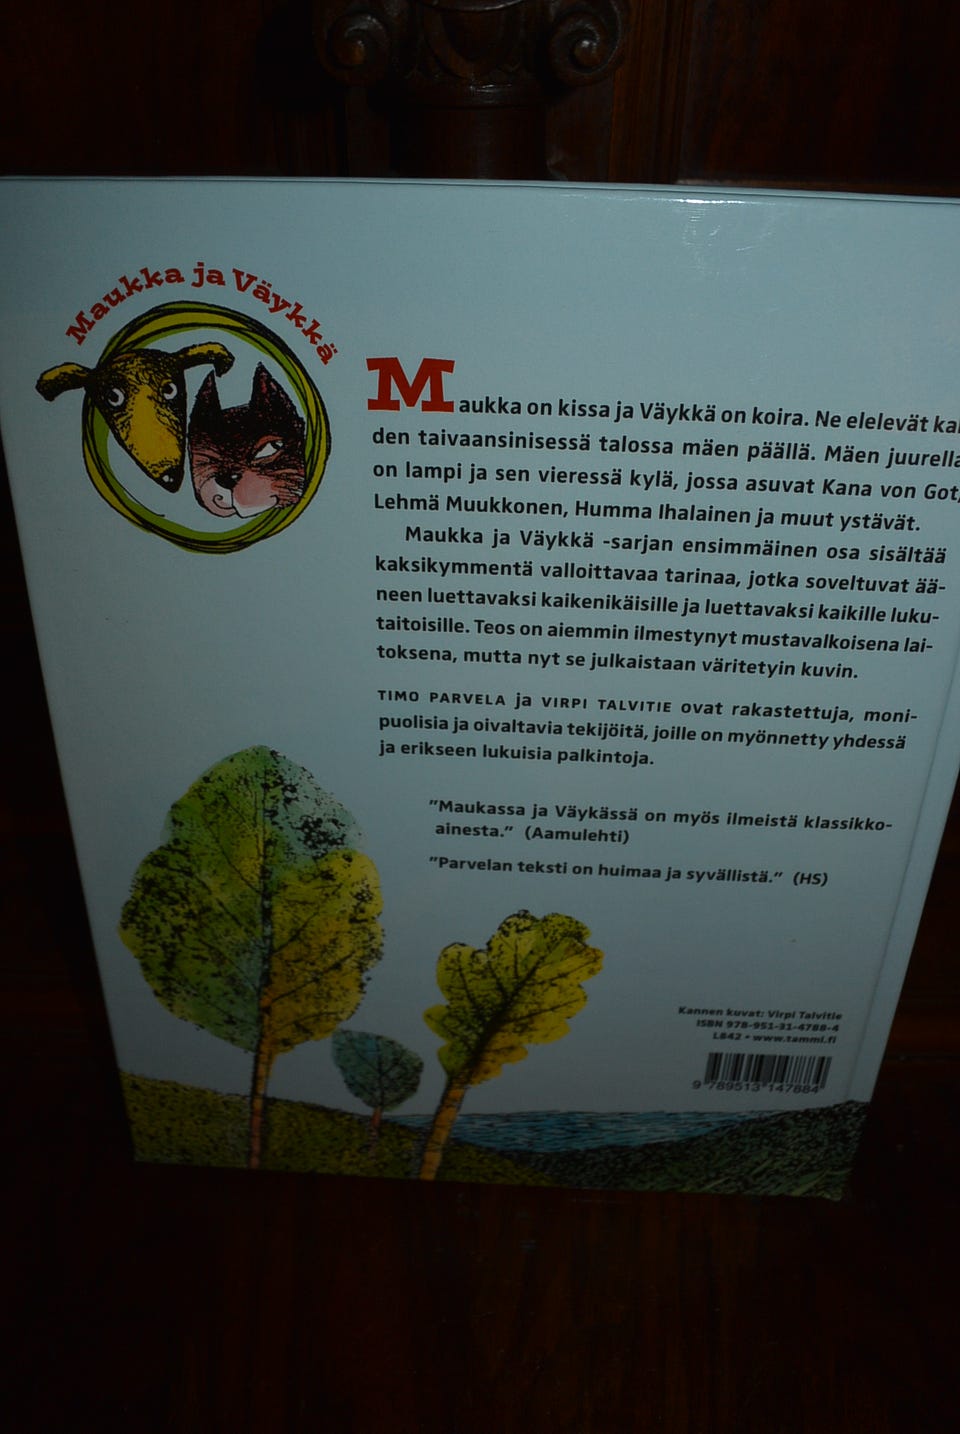 Maukka ja Väykkä
Maukka on kissa ja Väykkä on koira. Ne elelevät
den taivaansinisessä talossa mäen päällä. Mäen juurella
on lampi ja sen vieressä kylä, jossa asuvat Kana von Got,
Lehmä Muukkonen, Humma Ihalainen ja muut ystävät.
Maukka ja Väykkä -sarjan ensimmäinen osa sisältää
kaksikymmentä valloittavaa tarinaa, jotka soveltuvat ää-
neen luettavaksi kaikenikäisille ja luettavaksi kaikille luku-
taitoisille. Teos on aiemmin ilmestynyt mustavalkoisena lai-
toksena, mutta nyt se julkaistaan väritetyin kuvin.
TIMO PARVELA ja VIRPI TALVITIE ovat rakastettuja, moni-
puolisia ja oivaltavia tekijöitä, joille on myönnetty yhdessä
ja erikseen lukuisia palkintoja.
”Maukassa ja Väykässä on myös ilmeistä klassikko-
ainesta.” (Aamulehti)
”Parvelan teksti on huimaa ja syvällistä.” (HS)
Kannen kuvat: Virpi Talvitie
ISBN 978-951-31-4788-4
L842 • www.tammi.fi
9 789513 147884